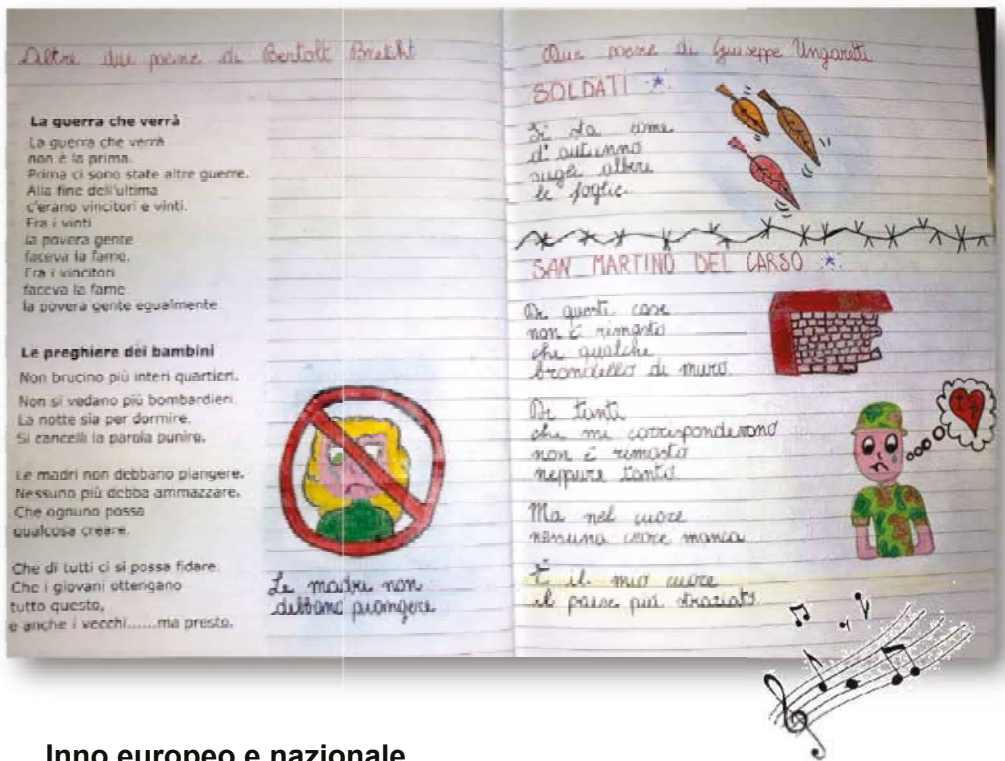 Altre due poesie di Bertolt Brecht
La guerra che verrà
La guerra che verrà
non è la prima.
Prima ci sono state altre guerre.
Alla fine dell'ultima
c'erano vincitori e vinti.
Fra i vinti
la povera gente
faceva la fame.
Fra i vincitori
faceva la fame
la povera gente egualmente.
Le preghiere dei bambini
Non brucino più interi quartieri.
Non si vedano più bombardieri.
La notte sia per dormire.
Si cancelli la parola punire.
Le madri non debbano piangere.
Nessuno più debba ammazzare.
Che ognuno possa
qualcosa creare.
Che di tutti ci si possa fidare.
Che i giovani ottengano
tutto questo,
e anche i vecchi......ma presto.
Le madri non
debbano piangere
Due poesie di Giuseppe Ungaretti
SOLDATI
Si sta come
d'autunno
sugli alberi
le foglie.
SAN MARTINO DEL CARSO
Di queste case
non è rimasto
che qualche
brandello di muro.
Di tanti
che mi corrispondevano
non è rimasto
neppure tanto.
Ma nel cuore
nessuna croce manca
È il mio cuore
il paese più straziato.
Inno europeo e nazionale